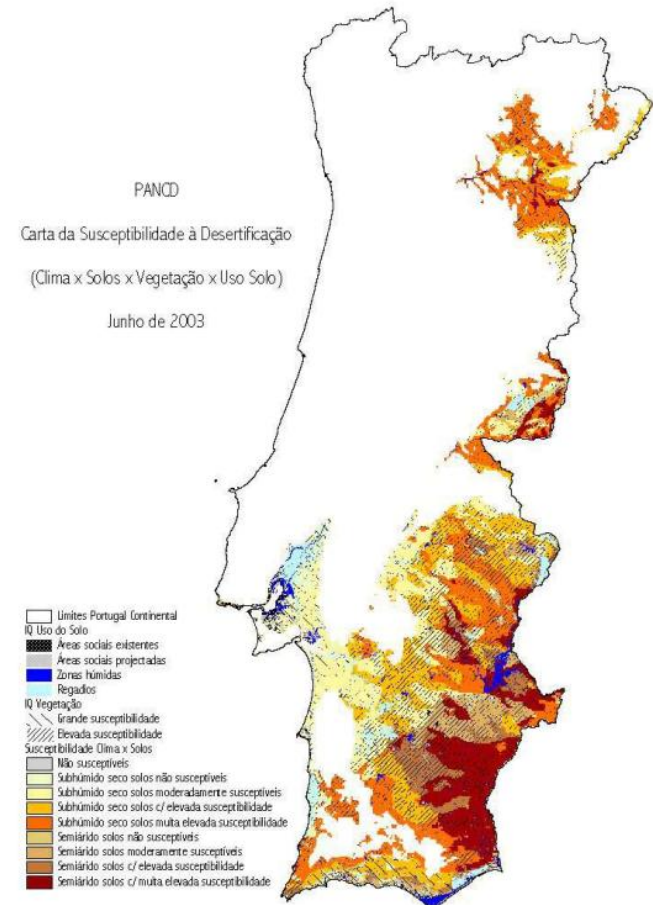 PANCD
Carta da Susceptibilidade à Desertificação
(Clima x Solos x Vegetação x Uso Solo)
Junho de 2003
Limites Portugal Continental
IQ Uso do Solo
Áreas sociais existentes
Áreas sociais projectadas
Zonas húmidas
Regadios
IQ Vegetação
Grande susceptibilidade
Elevada susceptibilidade
Susceptibilidade Clima x Solos
Não susceptíveis
Subhúmido seco solos não susceptíveis
Subhúmido seco solos moderadamente susceptíveis
Subhúmido seco solos c/ elevada susceptibilidade
Subhúmido seco solos muita elevada susceptibilidade
Semiárido solos não susceptíveis
Semiárido solos moderamente susceptíveis
Semiárido solos c/ elevada susceptibilidade
Semiárido solos c/ muita elevada susceptibilidade